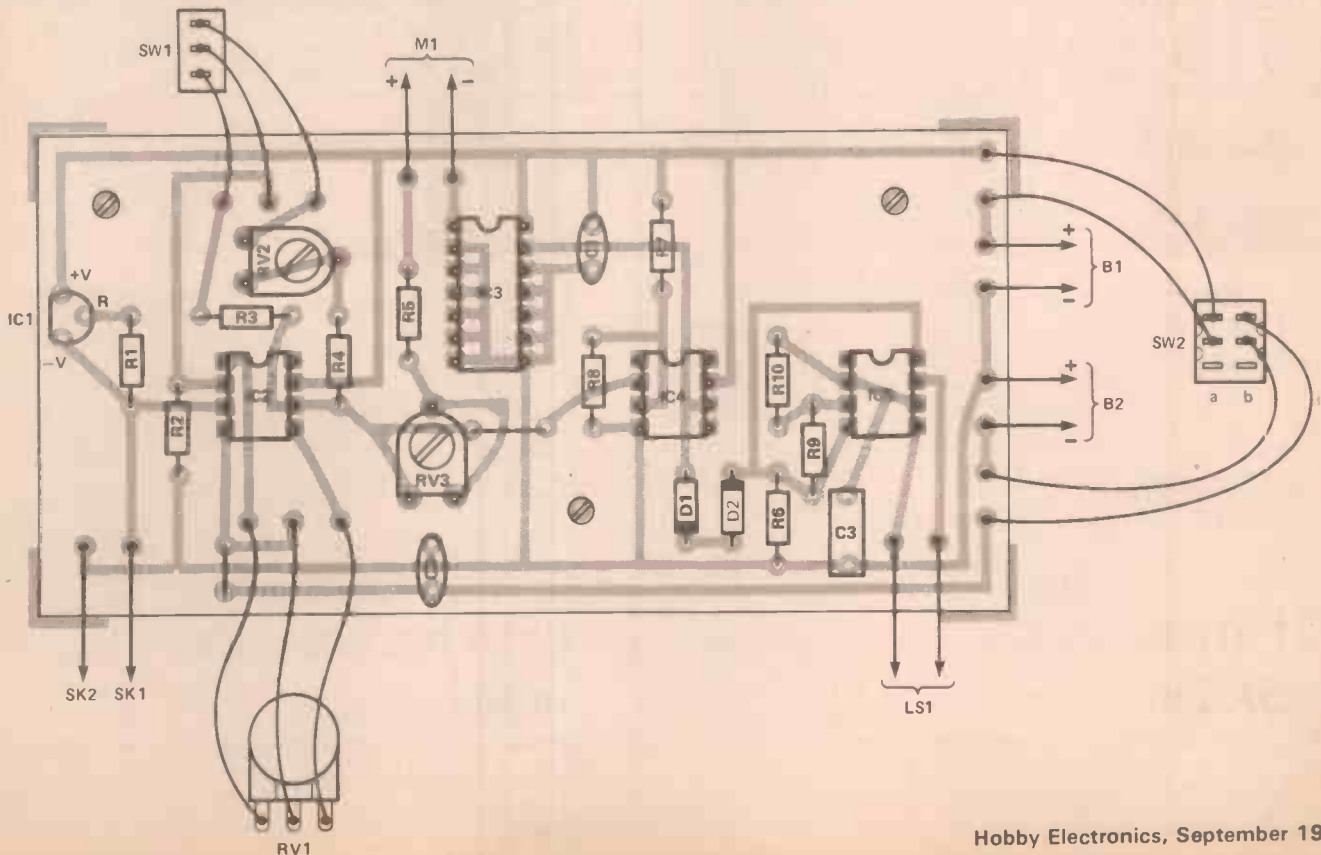 SW1
M1
+
-
+V
R
IC1
-V
R1
R2
RV2
R3
R4
R5
RV3
R8
IC4
R7
D1
D2
R10
R9
R6
C3
+
-
B1
+
-
B2
SW2
a
b
SK2
SK1
RV1
LS1
Hobby Electronics, September 19